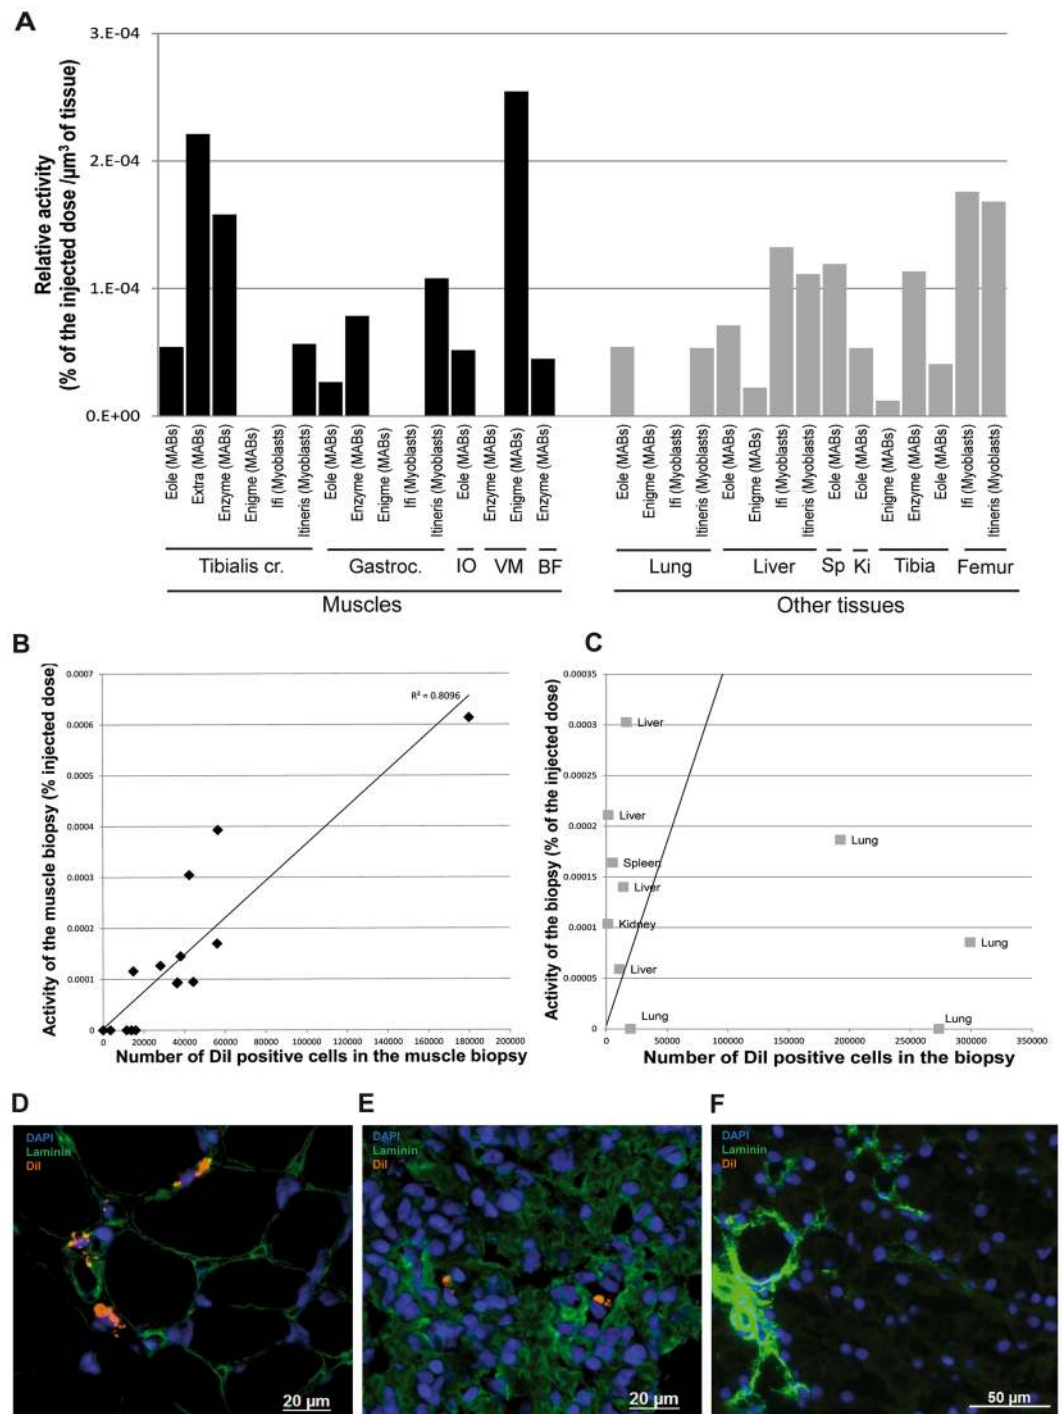 A
Relative activity
(% of the injected dose /µm³ of tissue)
3.E-04
2.E-04
1.E-04
0.E+00
Eole (MABs)
Extra (MABs)
Enzyme (MABs)
Enigme (MABs)
Ifi (Myoblasts)
Itineris (Myoblasts)
Eole (MABs)
Enzyme (MABs)
Enigme (MABs)
Ifi (Myoblasts)
Itineris (Myoblasts)
Eole (MABs)
Enzyme (MABs)
Enigme (MABs)
Enzyme (MABs)
Eole (MABs)
Enigme (MABs)
Ifi (Myoblasts)
Itineris (Myoblasts)
Eole (MABs)
Enigme (MABs)
Ifi (Myoblasts)
Itineris (Myoblasts)
Eole (MABs)
Eole (MABs)
Enigme (MABs)
Enzyme (MABs)
Eole (MABs)
Ifi (Myoblasts)
Itineris (Myoblasts)
Tibialis cr. Gastroc. IO VM BF Lung Liver Sp Ki Tibia Femur
Muscles Other tissues
B
Activity of the muscle biopsy (% injected dose)
0.0007
0.0006
0.0005
0.0004
0.0003
0.0002
0.0001
0
R² = 0.8096
0 20000 40000 60000 80000 100000 120000 140000 160000 180000 200000
Number of DiI positive cells in the muscle biopsy
C
Activity of the biopsy (% of the injected dose)
0.00035
0.0003
0.00025
0.0002
0.00015
0.0001
0.00005
0
Liver
Liver
Lung
Spleen
Liver
Kidney
Lung
Liver
Lung
Lung
0 50000 100000 150000 200000 250000 300000 350000
Number of DiI positive cells in the biopsy
D
DAPI
Laminin
DiI
20 µm
E
DAPI
Laminin
DiI
20 µm
F
DAPI
Laminin
DiI
50 µm